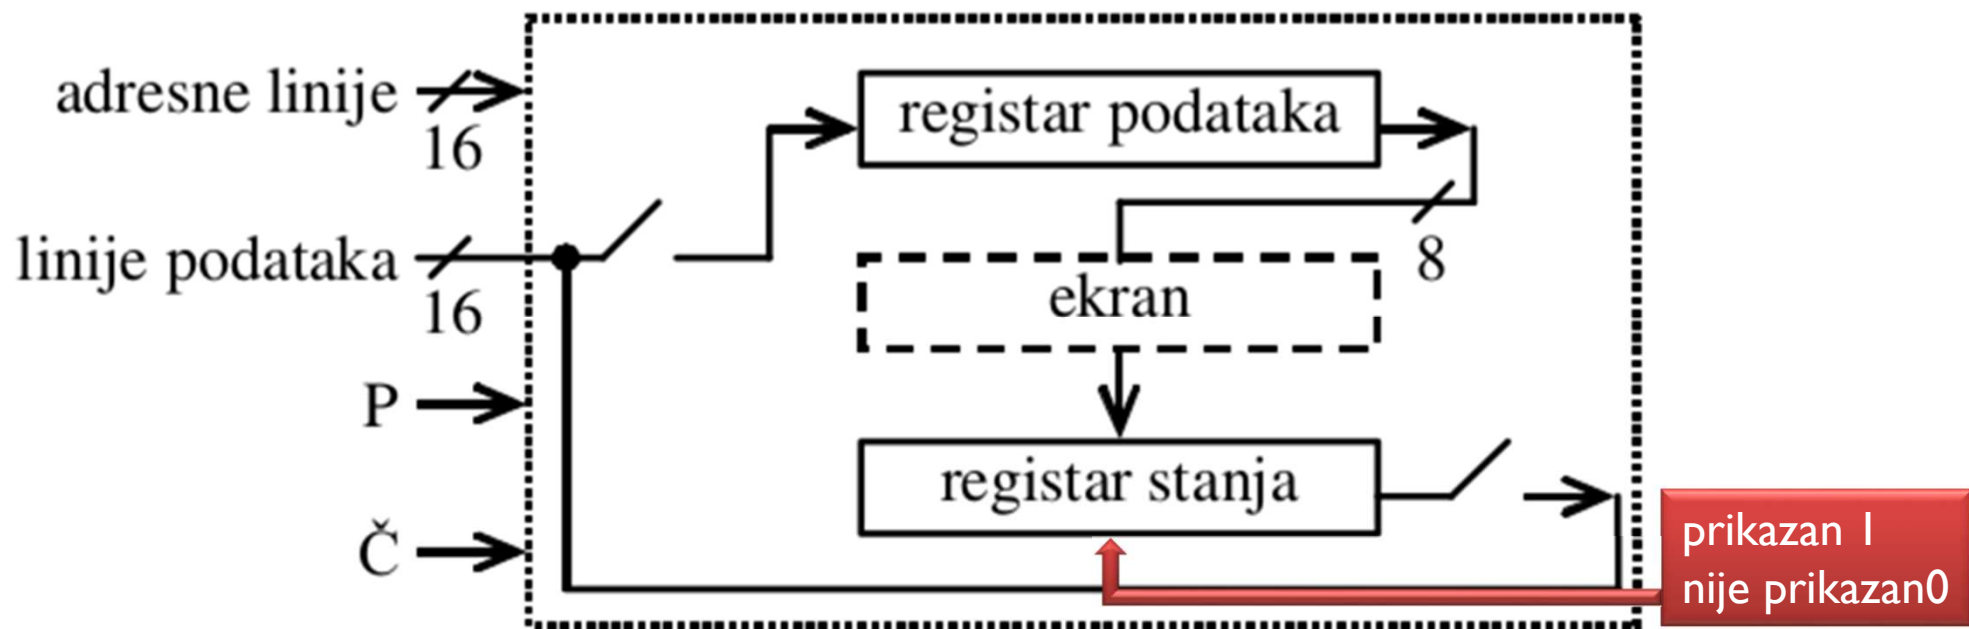 adresne linije
16
registar podataka
linije podataka
16
8
ekran
P
registar stanja
Č
prikazan 1
nije prikazan0